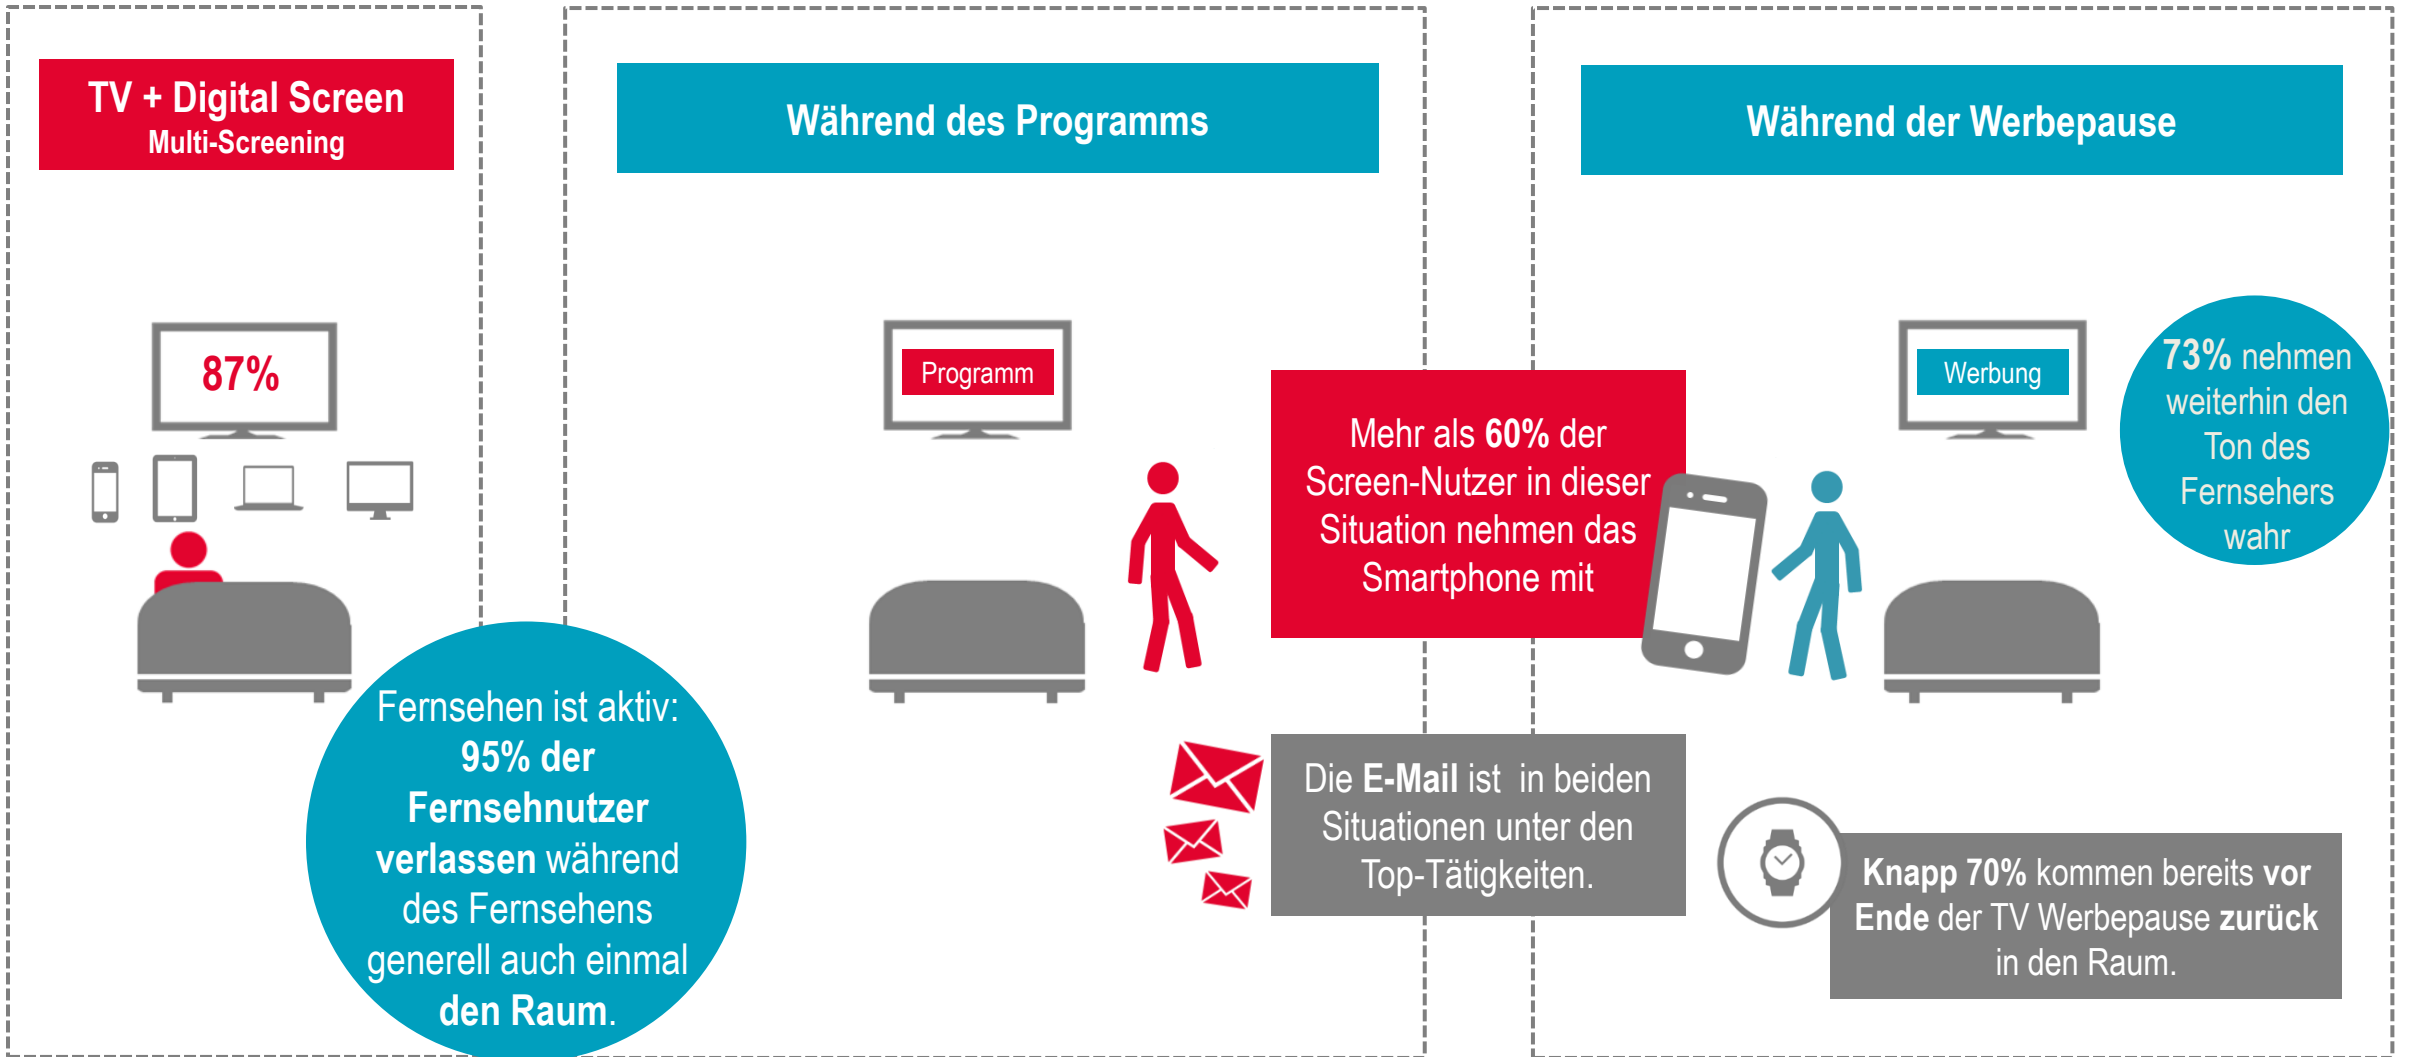 TV + Digital Screen
Multi-Screening
87%
Fernsehen ist aktiv:
95% der
Fernsehnutzer
verlassen während
des Fernsehens
generell auch einmal
den Raum.
Während des Programms
Programm
Mehr als 60% der
Screen-Nutzer in dieser
Situation nehmen das
Smartphone mit
Die E-Mail ist in beiden
Situationen unter den
Top-Tätigkeiten.
Während der Werbepause
Werbung
73% nehmen
weiterhin den
Ton des
Fernsehers
wahr
Knapp 70% kommen bereits vor
Ende der TV Werbepause zurück
in den Raum.